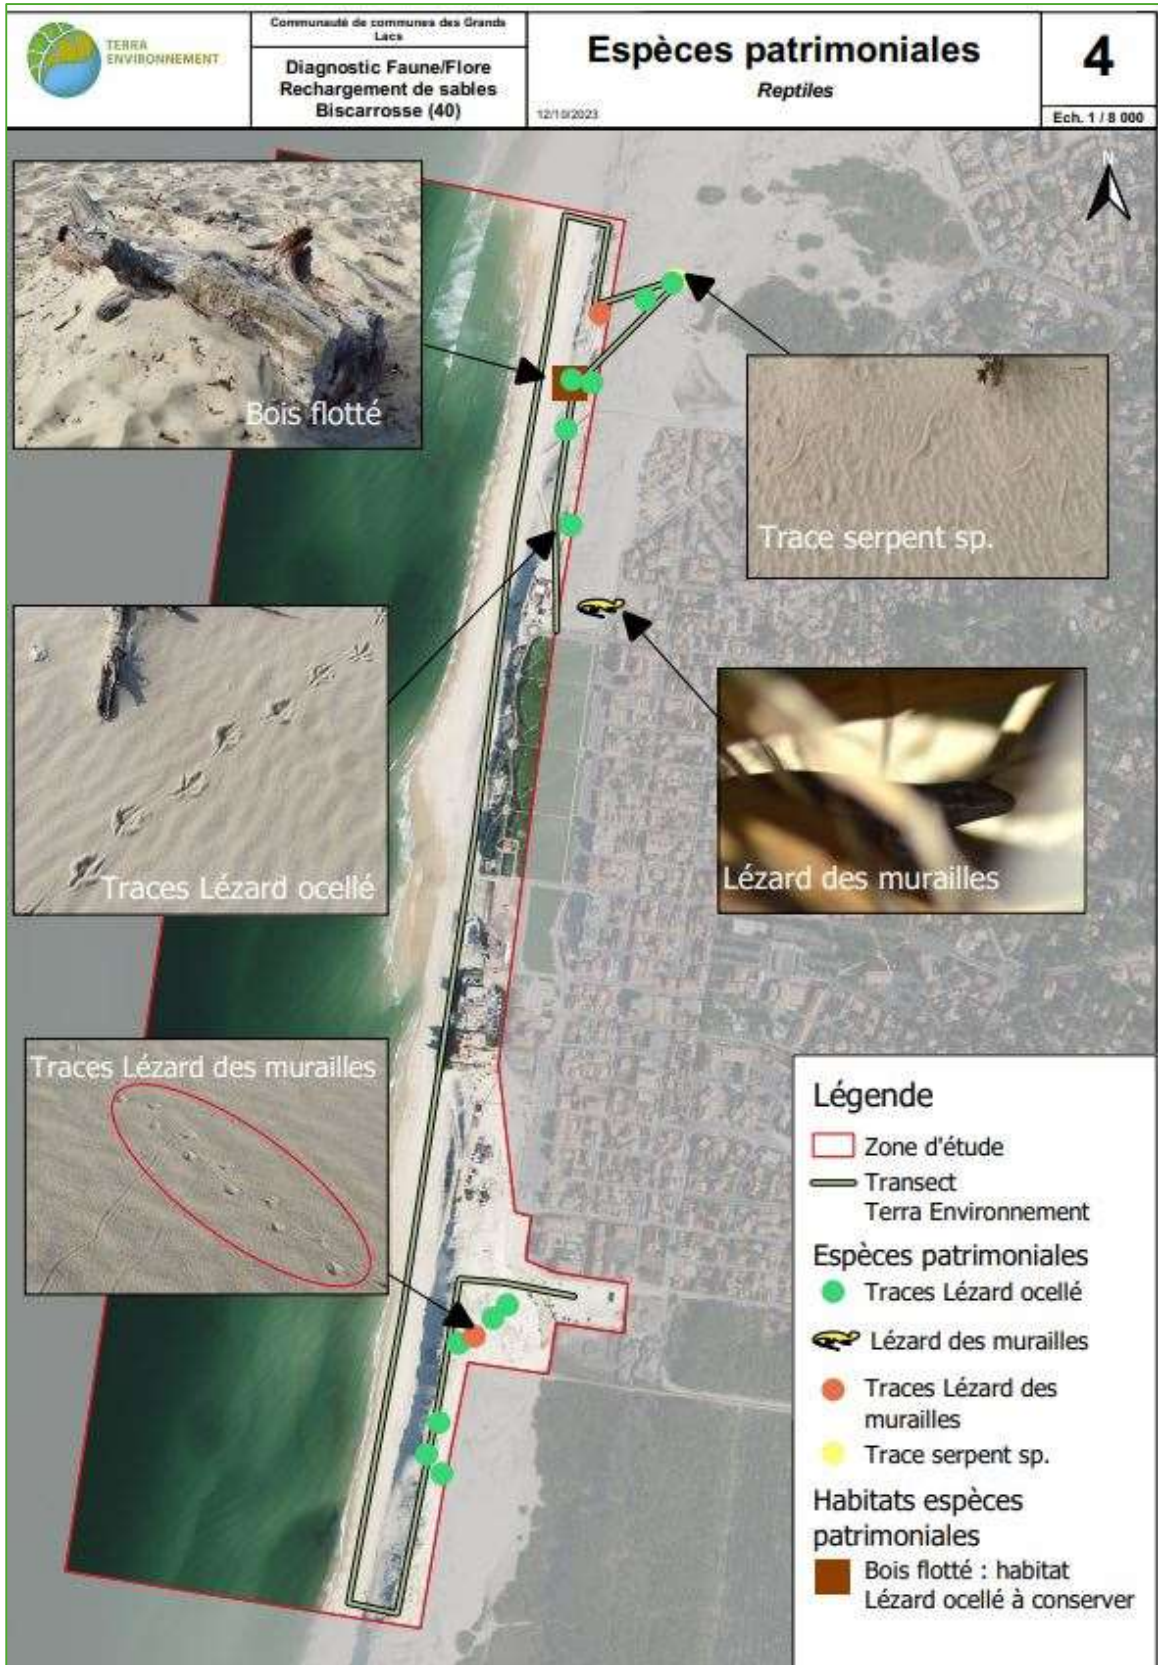 TERRA
ENVIRONNEMENT
Communauté de communes des Grands
Lacs
Diagnostic Faune/Flore
Rechargement de sables
Biscarrosse (40)
Espèces patrimoniales
Reptiles
12/10/2023
4
Ech. 1 / 8 000
N
Bois flotté
Trace serpent sp.
Traces Lézard ocellé
Lézard des murailles
Traces Lézard des murailles
Légende
Zone d'étude
Transect
Terra Environnement
Espèces patrimoniales
Traces Lézard ocellé
Lézard des murailles
Traces Lézard des
murailles
Trace serpent sp.
Habitats espèces
patrimoniales
Bois flotté : habitat
Lézard ocellé à conserver